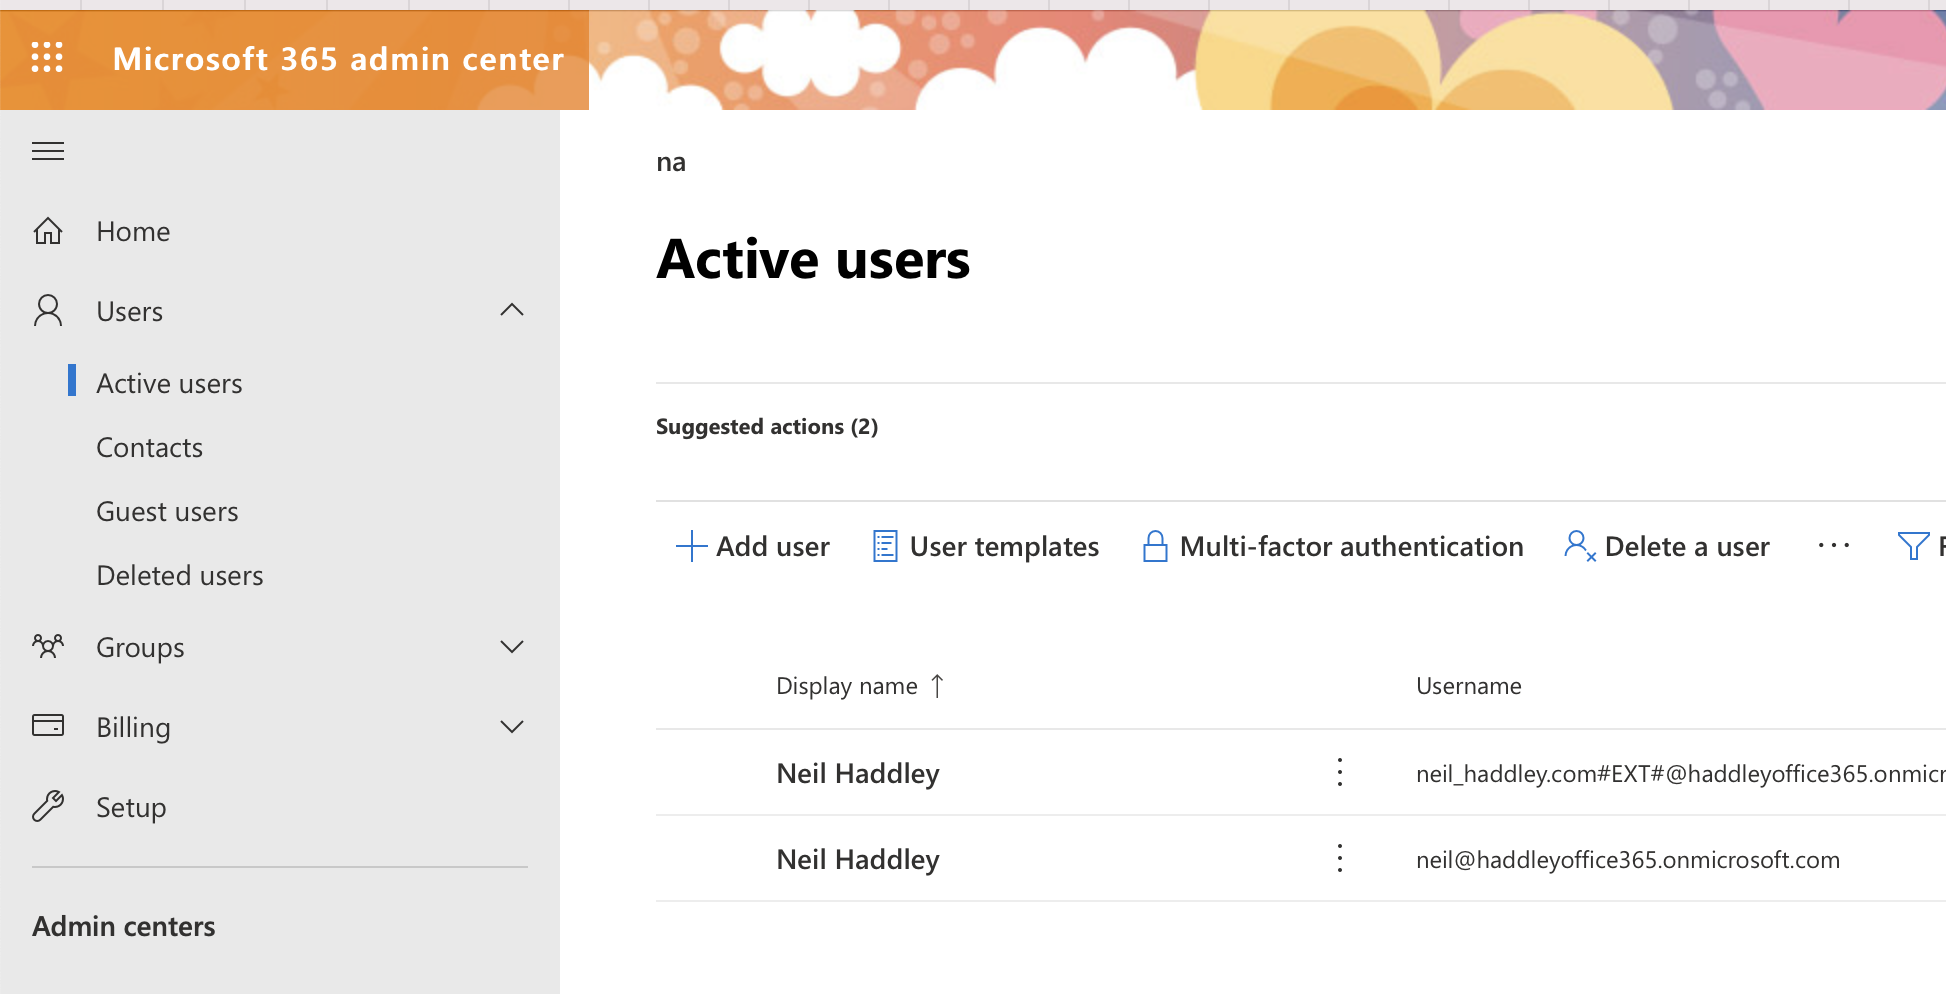 Microsoft 365 admin center
Home
Users
Active users
Contacts
Guest users
Deleted users
Groups
Billing
Setup
Admin centers
na
Active users
Suggested actions (2)
Add user User templates Multi-factor authentication Delete a user
Display name ↑ Username
Neil Haddley neil_haddley.com#EXT#@haddleyoffice365.onmicr
Neil Haddley neil@haddleyoffice365.onmicrosoft.com